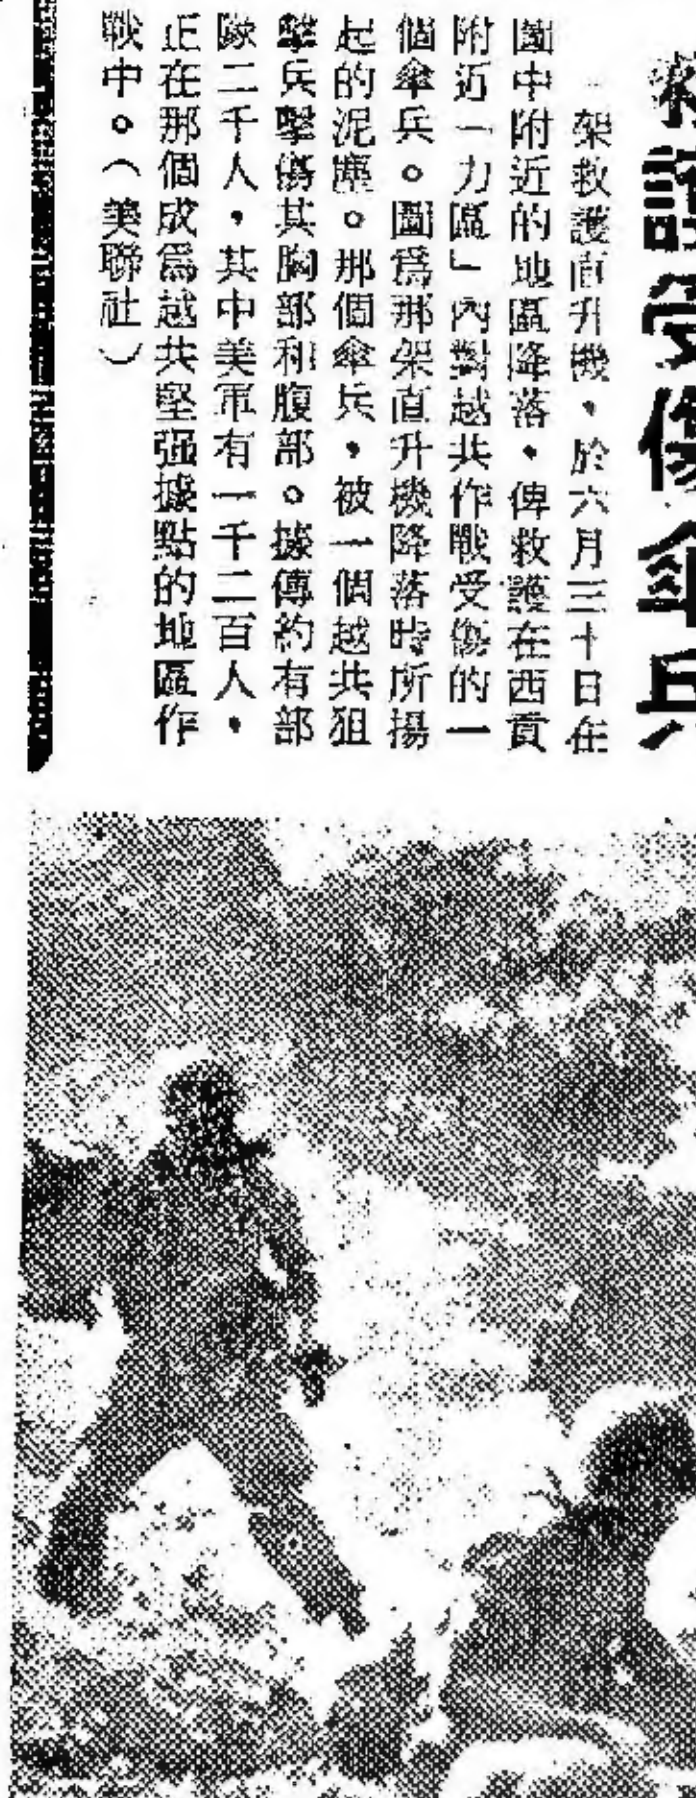 護受傷傘兵
一架救護直升機，於六月三十日在
圖中附近的地區降落，俾救護在西貢
附近「力區」內對越共作戰受傷的一
個傘兵。圖爲那架直升機降落時所揚
起的泥塵。那個傘兵，被一個越共狙
擊兵擊傷其胸部和腹部。據傳約有部
隊二千人，其中美軍有一千二百人，
正在那個成爲越共堅强據點的地區作
戰中。（美聯社）